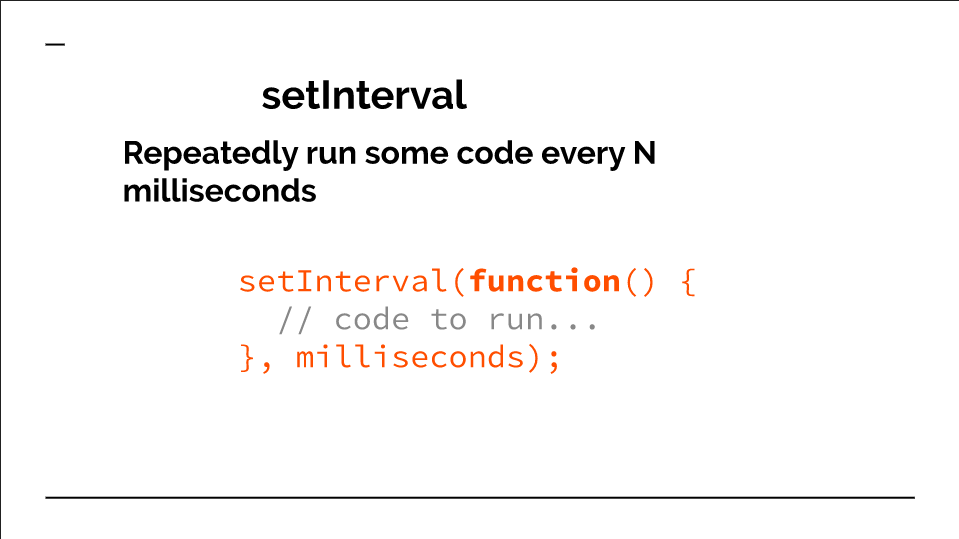 setInterval
Repeatedly run some code every N
milliseconds
setInterval(function() {
  // code to run...
}, milliseconds);